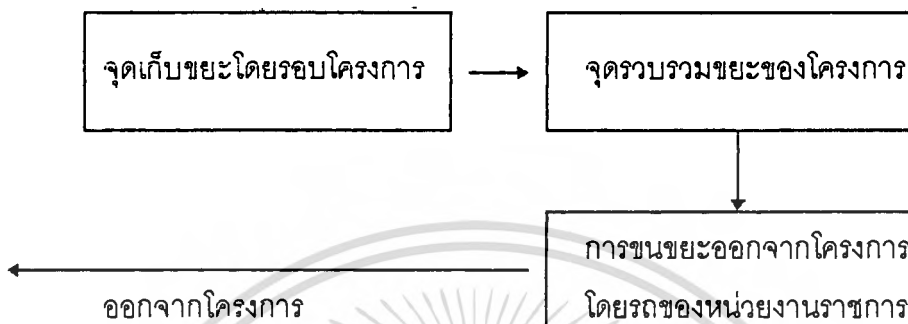 จุดเก็บขยะโดยรอบโครงการ
จุดรวบรวมขยะของโครงการ
การขนขยะออกจากโครงการ
โดยรถของหน่วยงานราชการ
ออกจากโครงการ